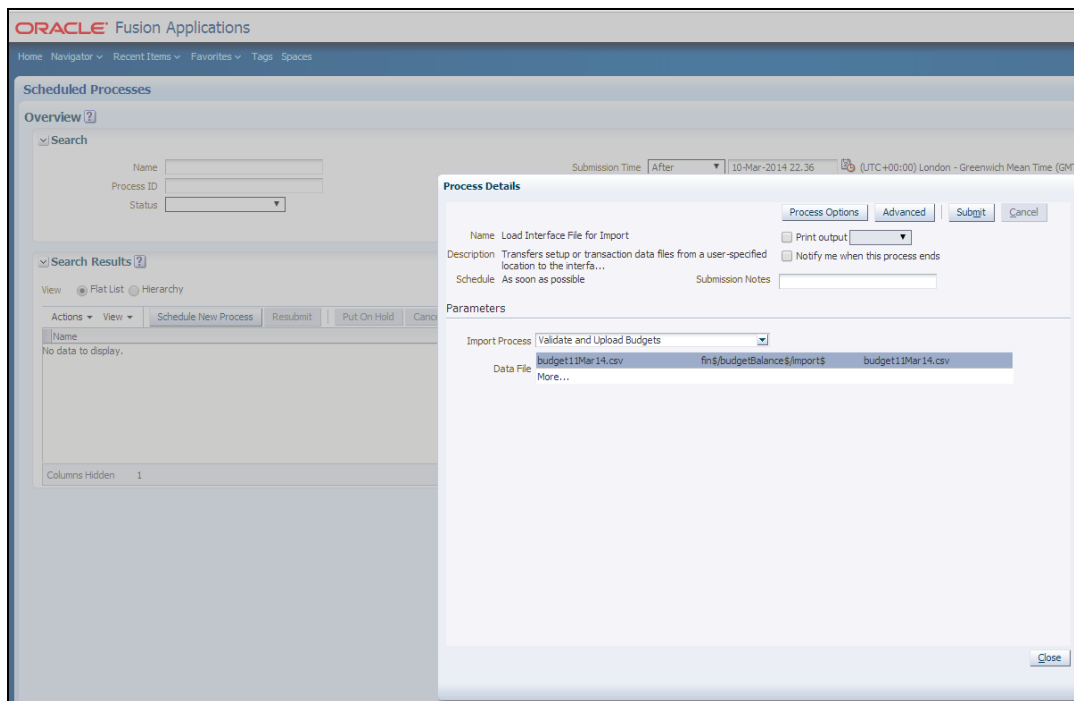 ORACLE® Fusion Applications
Home Navigator Recent Items Favorites Tags Spaces
Scheduled Processes
Overview ?
Search
Name
Process ID
Status
Submission Time After 10-Mar-2014 22.36 (UTC+00:00) London - Greenwich Mean Time (GM
Search Results ?
View Flat List Hierarchy
Actions View Schedule New Process Resubmit Put On Hold Canc
Name
No data to display.
Columns Hidden 1
Process Details
Process Options Advanced Submit Cancel
Name Load Interface File for Import
Print output
Description Transfers setup or transaction data files from a user-specified
location to the interfa...
Notify me when this process ends
Schedule As soon as possible
Submission Notes
Parameters
Import Process Validate and Upload Budgets
Data File
budget11Mar14.csv fin$/budgetBalance$/import$ budget11Mar14.csv
More...
Close